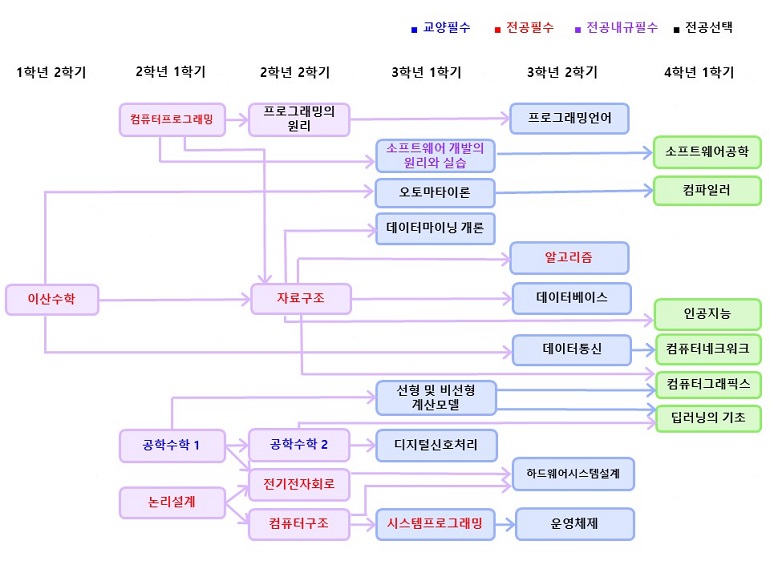 ■ 교양필수 ■ 전공필수 ■ 전공내규필수 ■ 전공선택
1학년 2학기 2학년 1학기 2학년 2학기 3학년 1학기 3학년 2학기 4학년 1학기
컴퓨터프로그래밍
프로그래밍의
원리
프로그래밍언어
소프트웨어 개발의
원리와 실습
소프트웨어공학
오토마타이론
컴파일러
데이터마이닝 개론
알고리즘
이산수학
자료구조
데이터베이스
인공지능
데이터통신
컴퓨터네크워크
컴퓨터그래픽스
선형 및 비선형
계산모델
딥러닝의 기초
공학수학 1
공학수학 2
디지털신호처리
전기전자회로
하드웨어시스템설계
논리설계
컴퓨터구조
시스템프로그래밍
운영체제